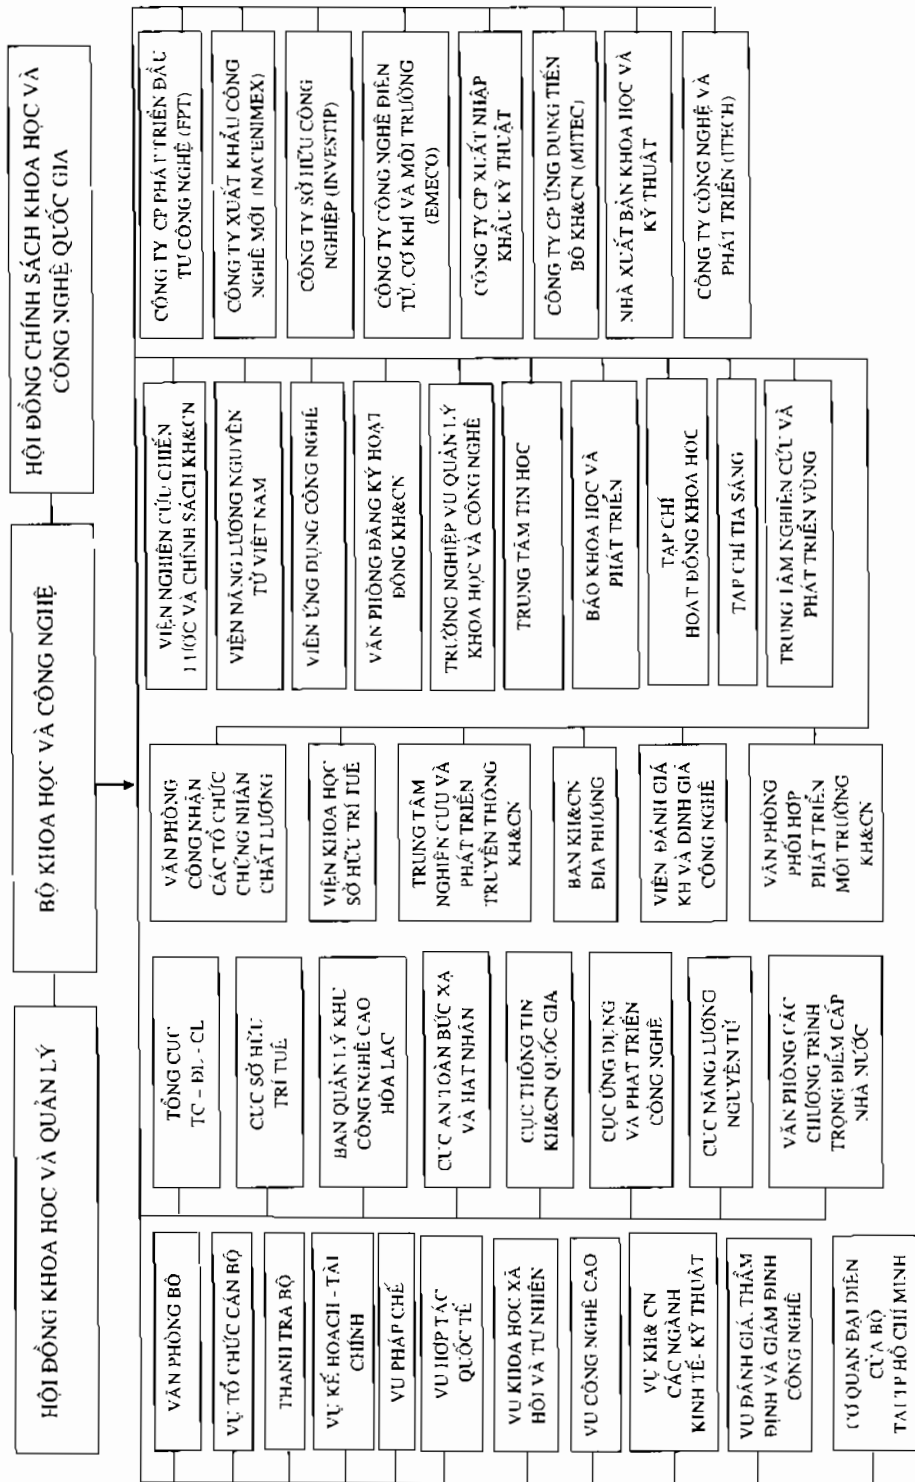 HỘI ĐỒNG KHOA HỌC VÀ QUẢN LÝ
BỘ KHOA HỌC VÀ CÔNG NGHỆ
HỘI ĐỒNG CHÍNH SÁCH KHOA HỌC VÀ
CÔNG NGHỆ QUỐC GIA
VĂN PHÒNG BỘ
VỤ TỔ CHỨC CÁN BỘ
THANH TRA BỘ
VỤ KẾ HOẠCH - TÀI
CHÍNH
VỤ PHÁP CHẾ
VỤ HỢP TÁC
QUỐC TẾ
VỤ KHOA HỌC XÃ
HỘI VÀ TỰ NHIÊN
VỤ CÔNG NGHỆ CAO
VỤ KH& CN
CÁC NGÀNH
KINH TẾ- KỸ THUẬT
VỤ ĐÁNH GIÁ, THẨM
ĐỊNH VÀ GIÁM ĐỊNH
CÔNG NGHỆ
CƠ QUAN ĐẠI DIỆN
CỦA BỘ
TẠI TP HỒ CHÍ MINH
TỔNG CỤC
TC – ĐL - CL
CỤC SỞ HỮU
TRÍ TUỆ
BAN QUẢN LÝ KHU
CÔNG NGHỆ CAO
HÒA LẠC
CỤC AN TOÀN BỨC XẠ
VÀ HẠT NHÂN
CỤC THÔNG TIN
KH&CN QUỐC GIA
CỤC ỨNG DỤNG
VÀ PHÁT TRIỂN
CÔNG NGHỆ
CỤC NĂNG LƯỢNG
NGUYÊN TỬ
VĂN PHÒNG CÁC
CHƯƠNG TRÌNH
TRỌNG ĐIỂM CẤP
NHÀ NƯỚC
VĂN PHÒNG
CÔNG NHẬN
CÁC TỔ CHỨC
CHỨNG NHẬN
CHẤT LƯỢNG
VIỆN KHOA HỌC
SỞ HỮU TRÍ TUỆ
TRUNG TÂM
NGHIÊN CỨU VÀ
PHÁT TRIỂN
TRUYỀN THÔNG
KH&CN
BAN KH&CN
ĐỊA PHƯƠNG
VIỆN ĐÁNH GIÁ
KH VÀ ĐỊNH GIÁ
CÔNG NGHỆ
VĂN PHÒNG
PHỐI HỢP
PHÁT TRIỂN
MÔI TRƯỜNG
KH&CN
VIỆN NGHIÊN CỨU CHIẾN
LƯỢC VÀ CHÍNH SÁCH KH&CN
VIỆN NĂNG LƯỢNG NGUYÊN
TỬ VIỆT NAM
VIỆN ỨNG DỤNG CÔNG NGHỆ
VĂN PHÒNG ĐĂNG KÝ HOẠT
ĐỘNG KH&CN
TRƯỜNG NGHIỆP VỤ QUẢN LÝ
KHOA HỌC VÀ CÔNG NGHỆ
TRUNG TÂM TIN HỌC
BÁO KHOA HỌC VÀ
PHÁT TRIỂN
TẠP CHÍ
HOẠT ĐỘNG KHOA HỌC
TẠP CHÍ TIA SÁNG
TRUNG TÂM NGHIÊN CỨU VÀ
PHÁT TRIỂN VÙNG
CÔNG TY CP PHÁT TRIỂN ĐẦU
TƯ CÔNG NGHỆ (FPT)
CÔNG TY XUẤT KHẨU CÔNG
NGHỆ MỚI (NACENIMEX)
CÔNG TY SỞ HỮU CÔNG
NGHIỆP (INVESTIP)
CÔNG TY CÔNG NGHỆ ĐIỆN
TỬ, CƠ KHÍ VÀ MÔI TRƯỜNG
(EMECO)
CÔNG TY CP XUẤT NHẬP
KHẨU KỸ THUẬT
CÔNG TY CP ỨNG DỤNG TIẾN
BỘ KH&CN (MITEC)
NHÀ XUẤT BẢN KHOA HỌC VÀ
KỸ THUẬT
CÔNG TY CÔNG NGHỆ VÀ
PHÁT TRIỂN (ITECH)